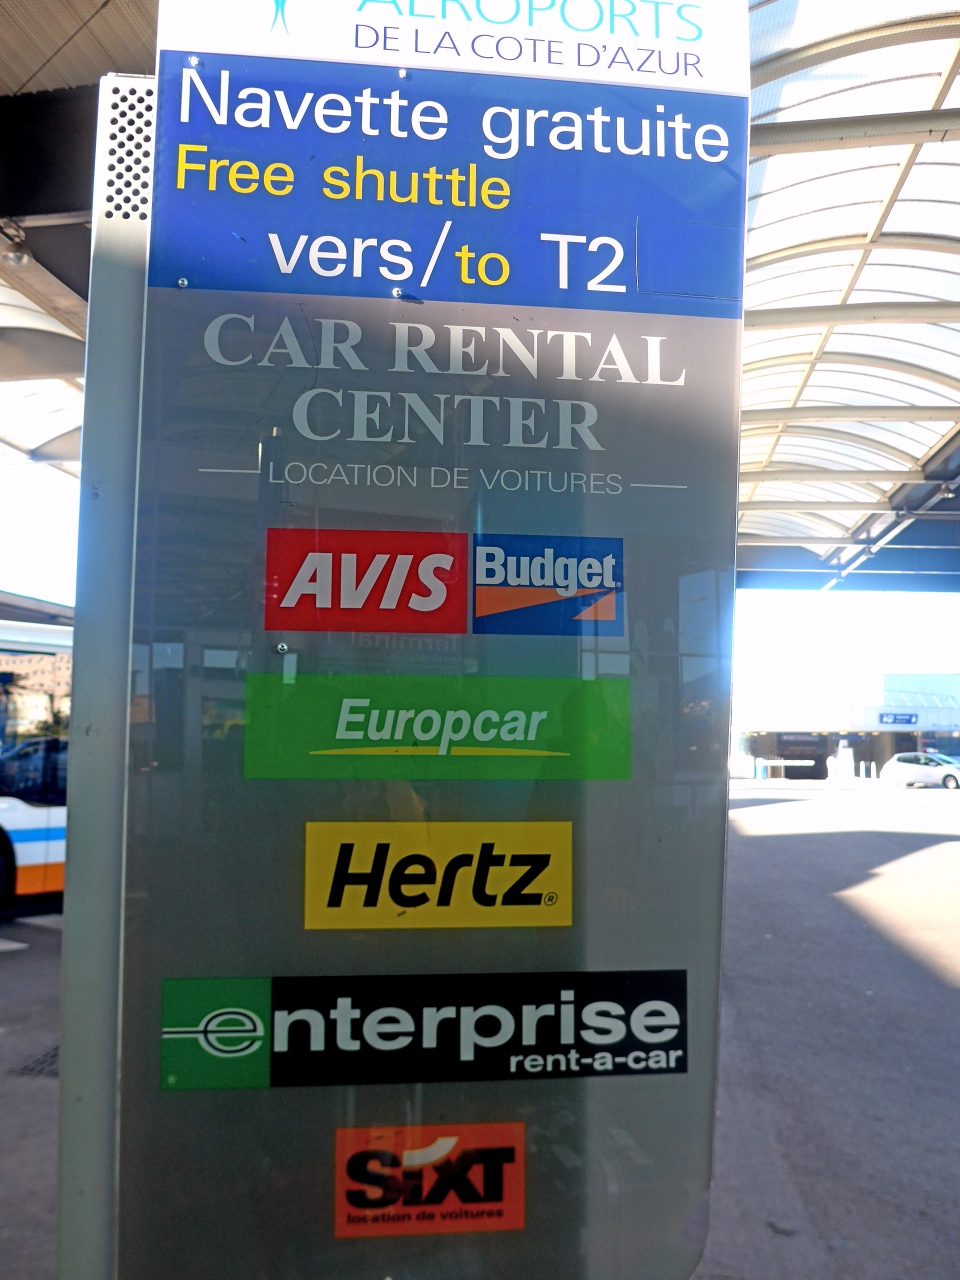 AEROPORTS
DE LA COTE D'AZUR
Navette gratuite
Free shuttle
vers/to T2
CAR RENTAL
CENTER
LOCATION DE VOITURES
AVIS Budget
Europcar
Hertz®
enterprise
rent-a-car
SiXT
location de voitures